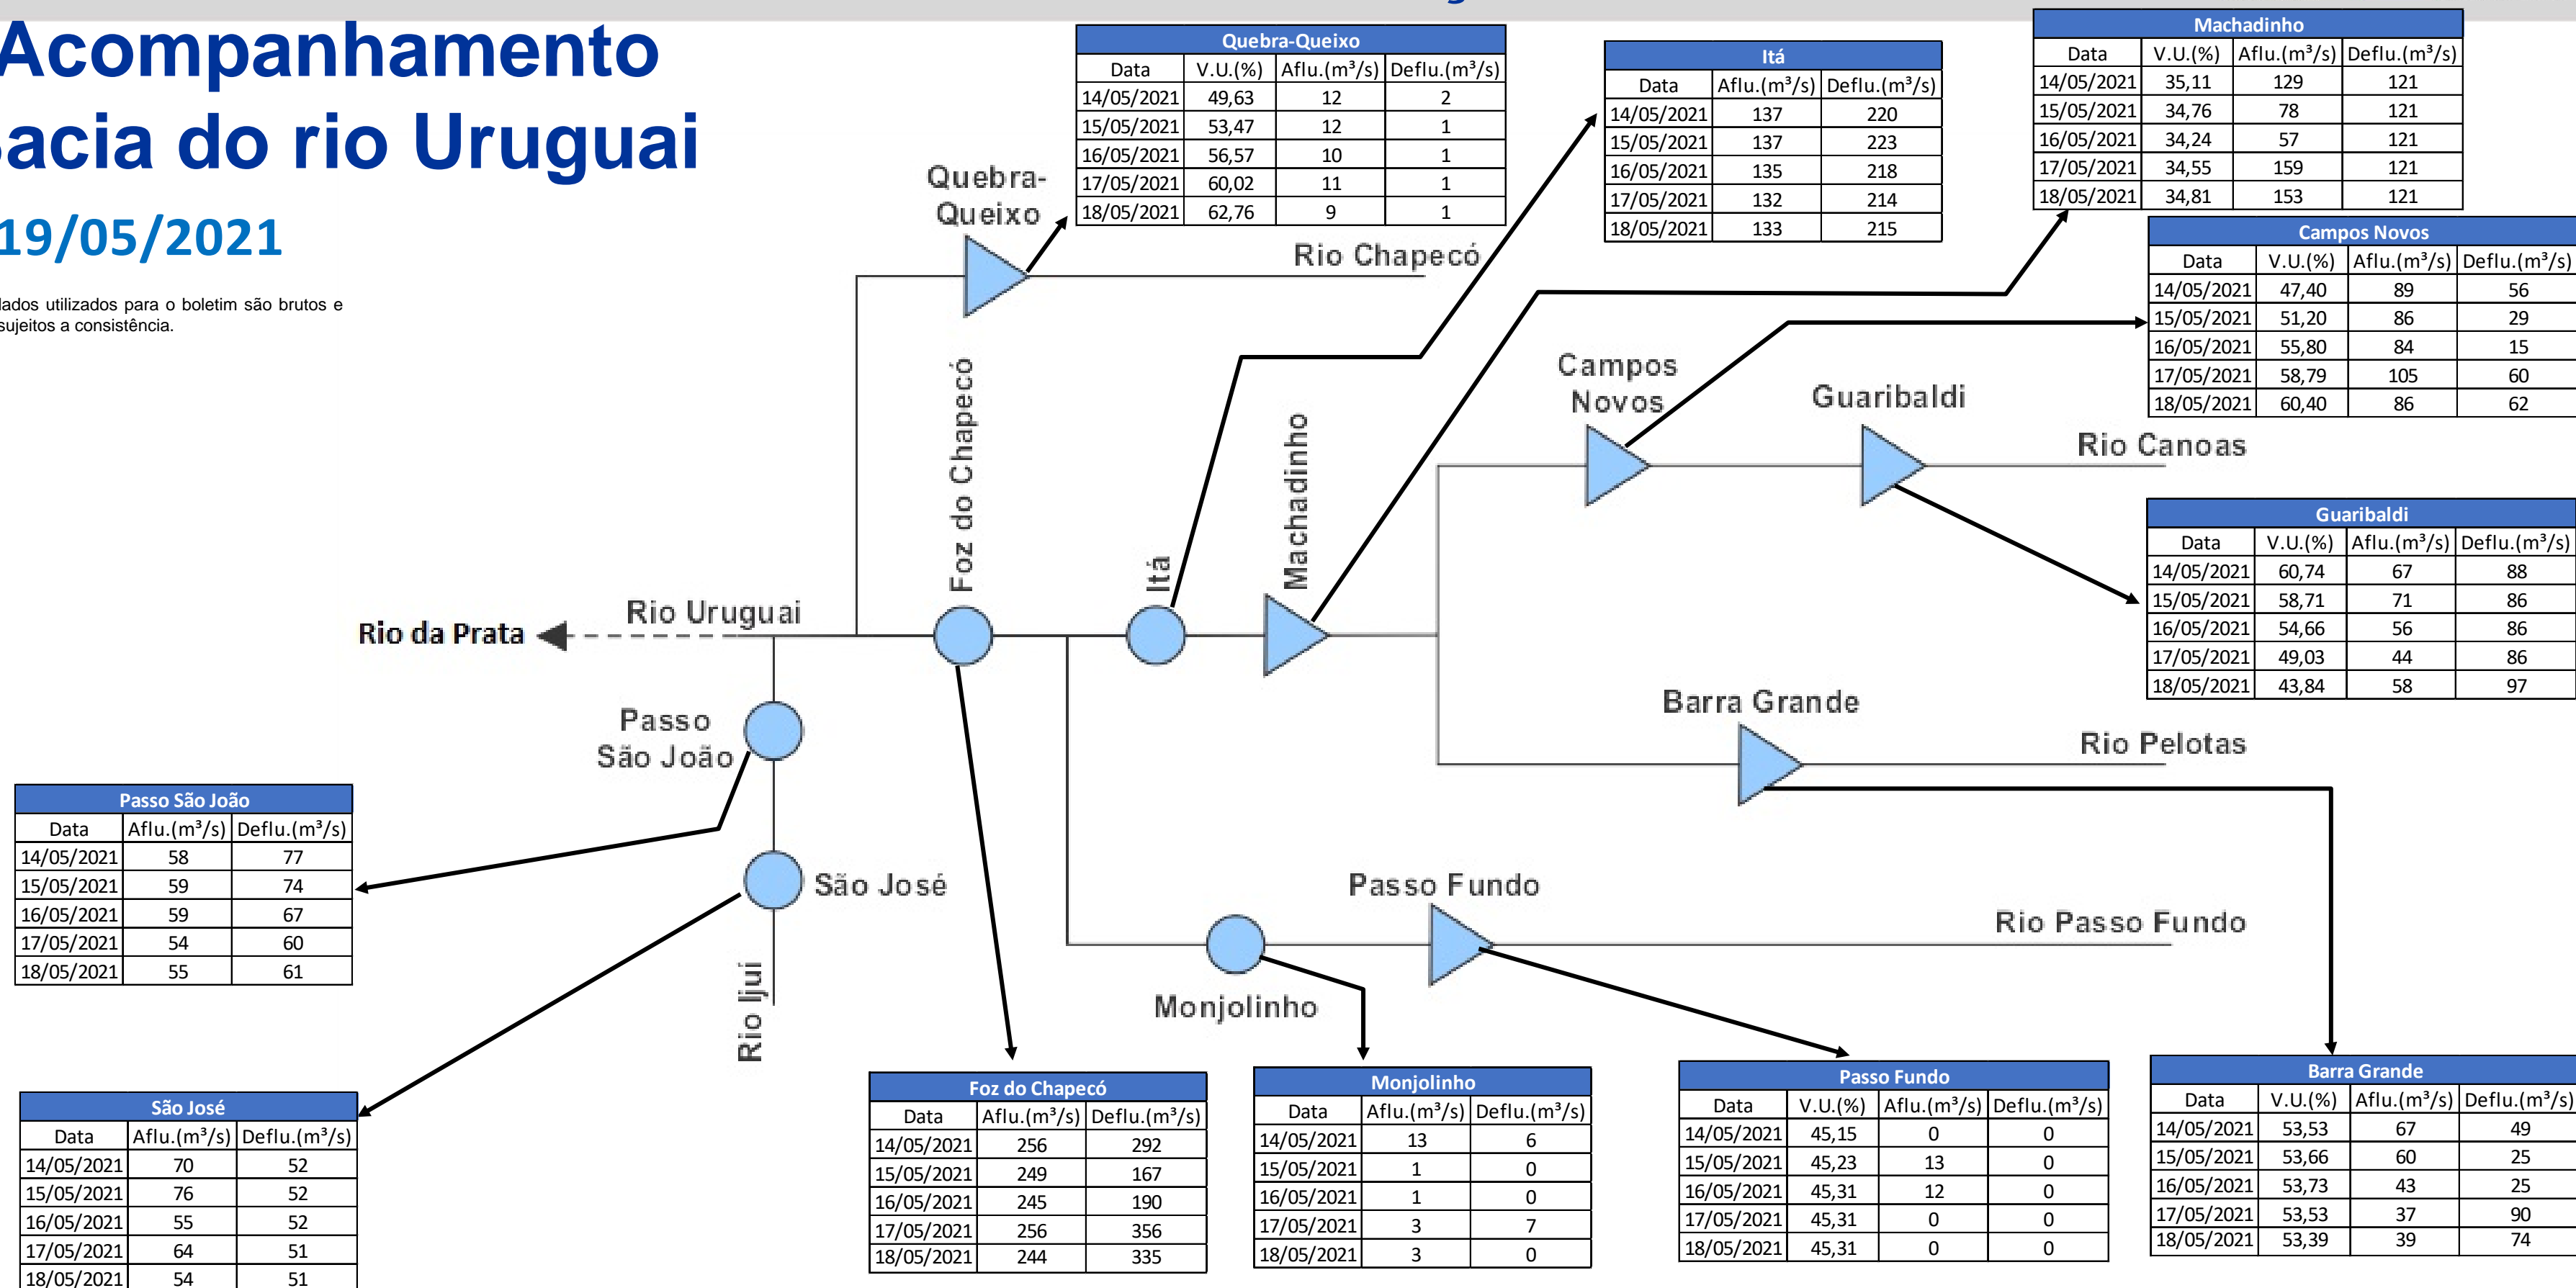 Acompanhamento
Bacia do rio Uruguai
19/05/2021
dados utilizados para o boletim são brutos e
sujeitos a consistência.
Quebra-Queixo
Data V.U.(%) Aflu.(m³/s) Deflu.(m³/s)
14/05/2021 49,63 12 2
15/05/2021 53,47 12 1
16/05/2021 56,57 10 1
17/05/2021 60,02 11 1
18/05/2021 62,76 9 1
Itá
Data Aflu.(m³/s) Deflu.(m³/s)
14/05/2021 137 220
15/05/2021 137 223
16/05/2021 135 218
17/05/2021 132 214
18/05/2021 133 215
Machadinho
Data V.U.(%) Aflu.(m³/s) Deflu.(m³/s)
14/05/2021 35,11 129 121
15/05/2021 34,76 78 121
16/05/2021 34,24 57 121
17/05/2021 34,55 159 121
18/05/2021 34,81 153 121
Campos Novos
Data V.U.(%) Aflu.(m³/s) Deflu.(m³/s)
14/05/2021 47,40 89 56
15/05/2021 51,20 86 29
16/05/2021 55,80 84 15
17/05/2021 58,79 105 60
18/05/2021 60,40 86 62
Quebra-
Queixo
Rio Chapecó
Foz do Chapecó
Itá
Machadinho
Campos
Novos
Guaribaldi
Rio Canoas
Guaribaldi
Data V.U.(%) Aflu.(m³/s) Deflu.(m³/s)
14/05/2021 60,74 67 88
15/05/2021 58,71 71 86
16/05/2021 54,66 56 86
17/05/2021 49,03 44 86
18/05/2021 43,84 58 97
Rio da Prata
Rio Uruguai
Passo
São João
Barra Grande
Rio Pelotas
São José
Rio Ijuí
Passo Fundo
Rio Passo Fundo
Monjolinho
Passo São João
Data Aflu.(m³/s) Deflu.(m³/s)
14/05/2021 58 77
15/05/2021 59 74
16/05/2021 59 67
17/05/2021 54 60
18/05/2021 55 61
São José
Data Aflu.(m³/s) Deflu.(m³/s)
14/05/2021 70 52
15/05/2021 76 52
16/05/2021 55 52
17/05/2021 64 51
18/05/2021 54 51
Foz do Chapecó
Data Aflu.(m³/s) Deflu.(m³/s)
14/05/2021 256 292
15/05/2021 249 167
16/05/2021 245 190
17/05/2021 256 356
18/05/2021 244 335
Monjolinho
Data Aflu.(m³/s) Deflu.(m³/s)
14/05/2021 13 6
15/05/2021 1 0
16/05/2021 1 0
17/05/2021 3 7
18/05/2021 3 0
Passo Fundo
Data V.U.(%) Aflu.(m³/s) Deflu.(m³/s)
14/05/2021 45,15 0 0
15/05/2021 45,23 13 0
16/05/2021 45,31 12 0
17/05/2021 45,31 0 0
18/05/2021 45,31 0 0
Barra Grande
Data V.U.(%) Aflu.(m³/s) Deflu.(m³/s)
14/05/2021 53,53 67 49
15/05/2021 53,66 60 25
16/05/2021 53,73 43 25
17/05/2021 53,53 37 90
18/05/2021 53,39 39 74